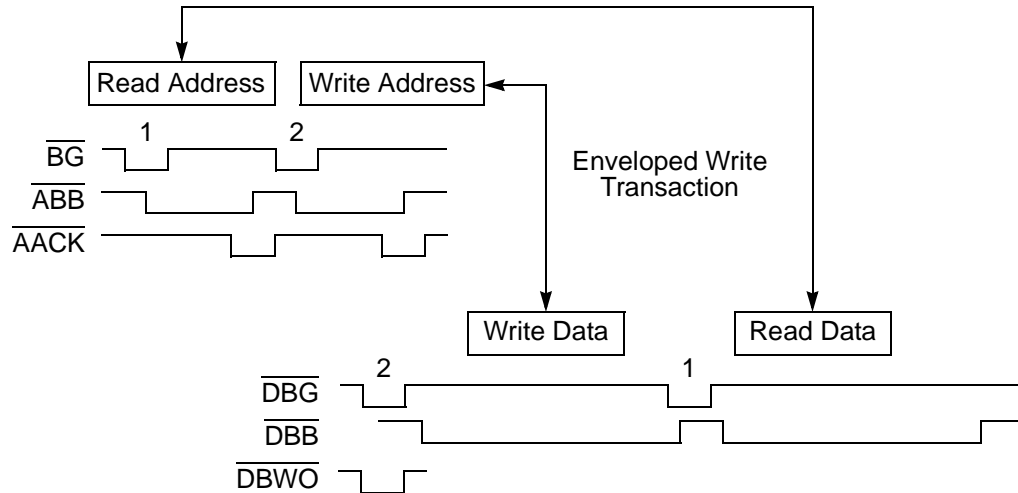 Read Address Write Address
1 2
BG
Enveloped Write
Transaction
ABB
AACK
Write Data Read Data
2 1
DBG
DBB
DBWO